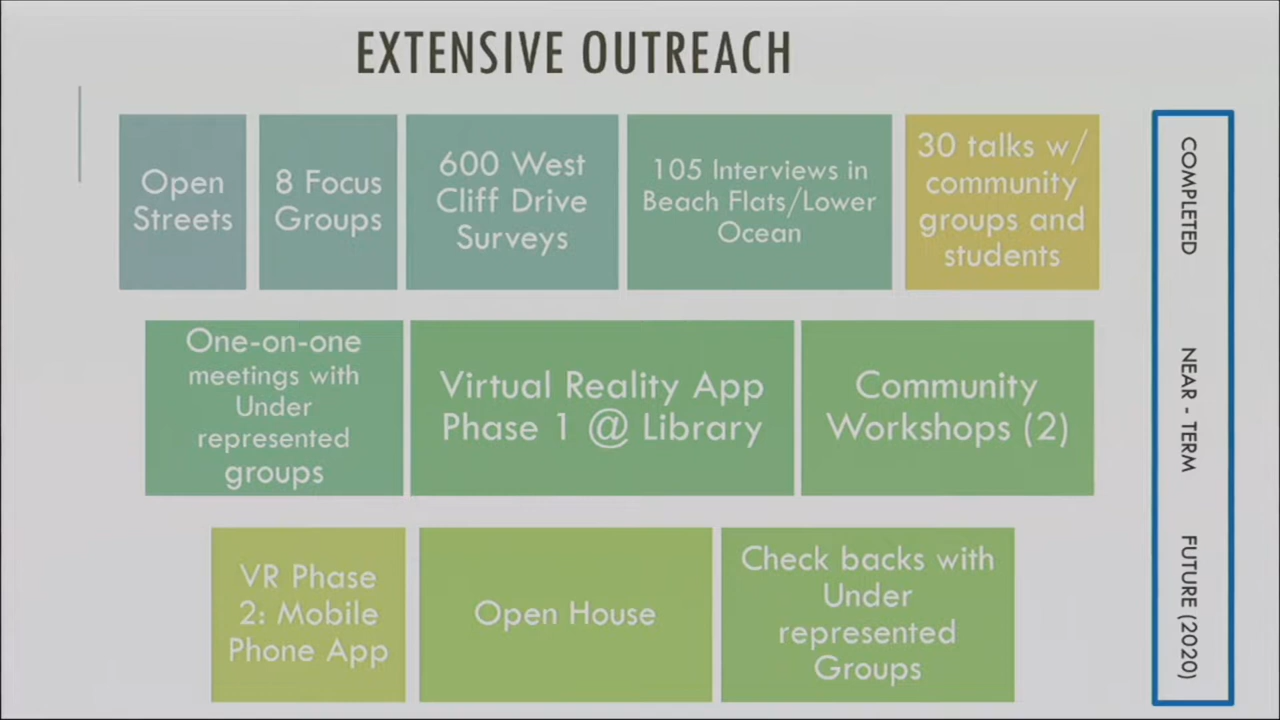 EXTENSIVE OUTREACH
Open
Streets
8 Focus
Groups
600 West
Cliff Drive
Surveys
105 Interviews in
Beach Flats/Lower
Ocean
30 talks w/
community
groups and
students
COMPLETED
One-on-one
meetings with
Under
represented
groups
Virtual Reality App
Phase 1 @ Library
Community
Workshops (2)
NEAR - TERM
VR Phase
2: Mobile
Phone App
Open House
Check backs with
Under
represented
Groups
FUTURE (2020)